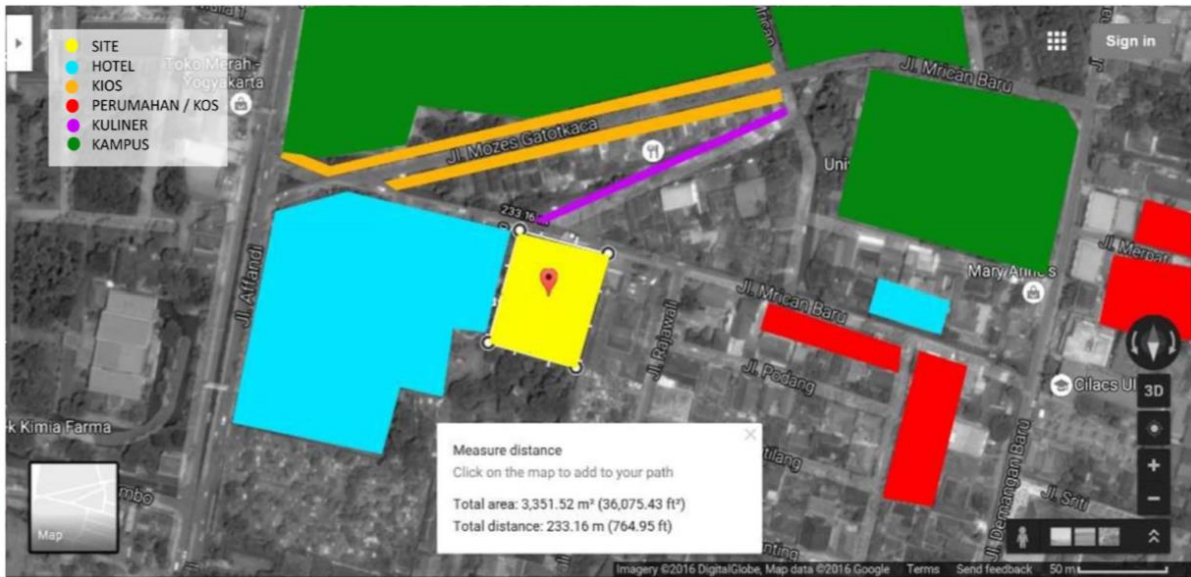 SITE
HOTEL
KIOS
PERUMAHAN / KOS
KULINER
KAMPUS
Toko Merah -
Yogyakarta
Sign in
Mrican
Jl. Mrican Baru
Jl. Mozes Gatotkaca
233.16
Jl. Affandi
Jl. Merpati
Mary Anne's
Jl. Mrican Baru
Jl. Rajawali
Jl. Podang
Cilacs UI
3D
k Kimia Farma
Measure distance
Click on the map to add to your path
Total area: 3,351.52 m² (36,075.43 ft²)
Total distance: 233.16 m (764.95 ft)
Jl. Demangan Baru
Jl. Sriti
Map
Imagery ©2016 DigitalGlobe, Map data ©2016 Google Terms Send feedback 50 m